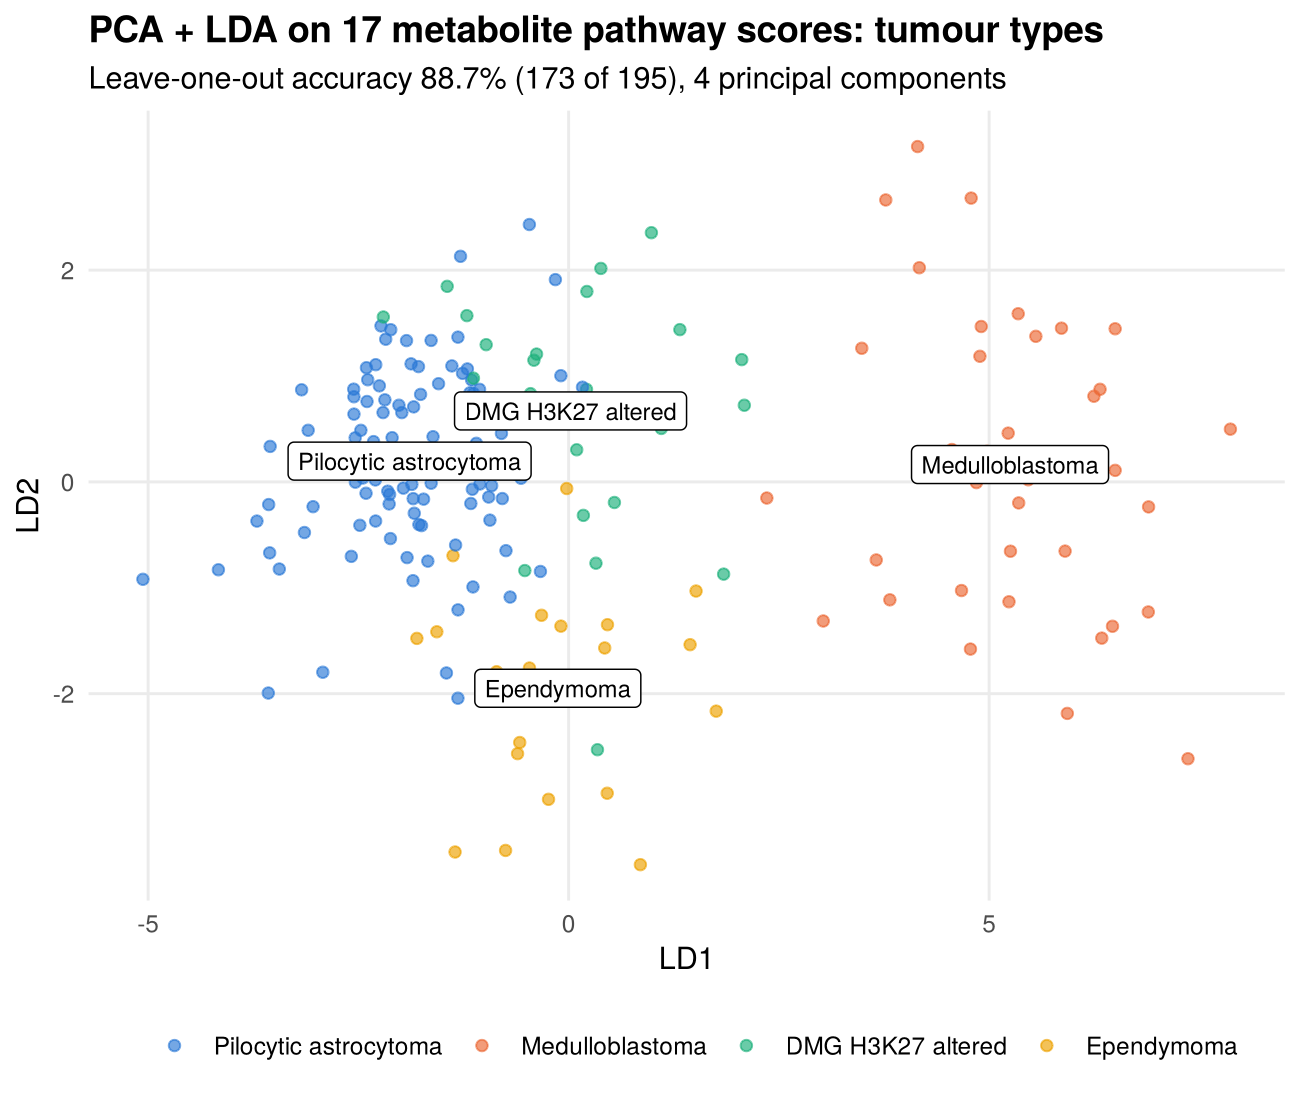 PCA + LDA on 17 metabolite pathway scores: tumour types
Leave-one-out accuracy 88.7% (173 of 195), 4 principal components
2
0
-2
LD2
DMG H3K27 altered
Pilocytic astrocytoma
Medulloblastoma
Ependymoma
-5
0
5
LD1
Pilocytic astrocytoma
Medulloblastoma
DMG H3K27 altered
Ependymoma